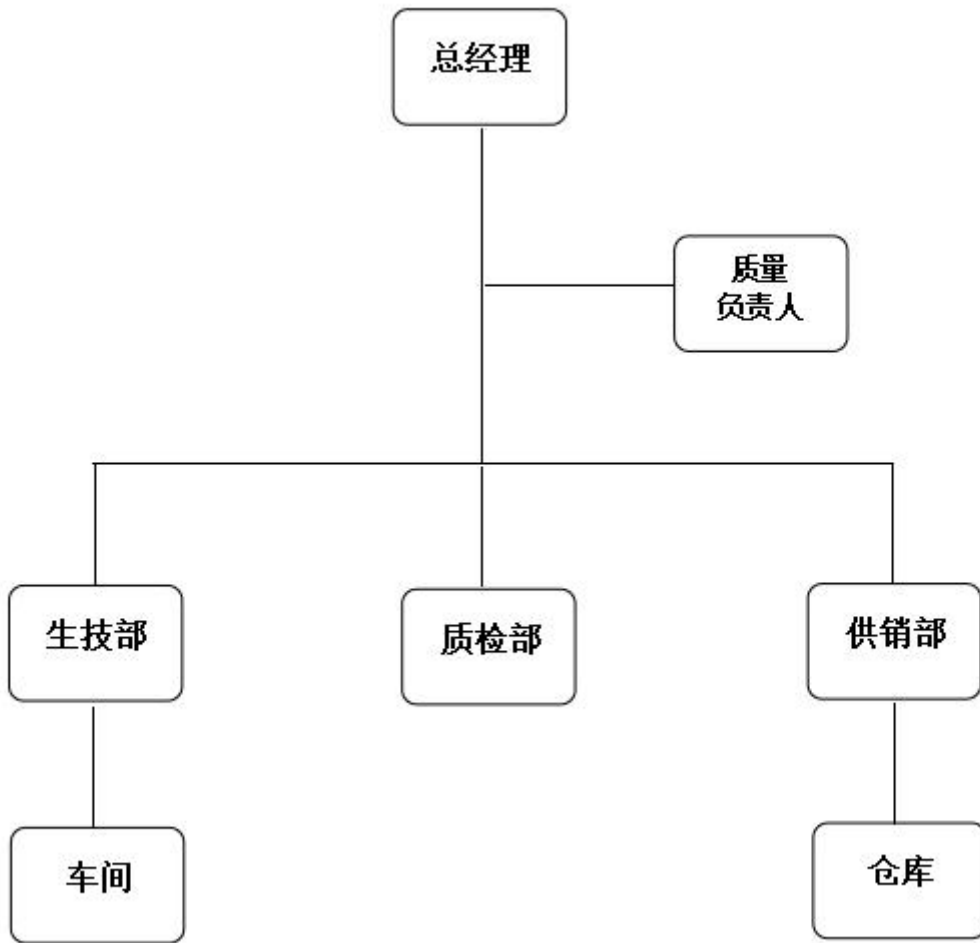 总经理
质量
负责人
生技部
质检部
供销部
车间
仓库